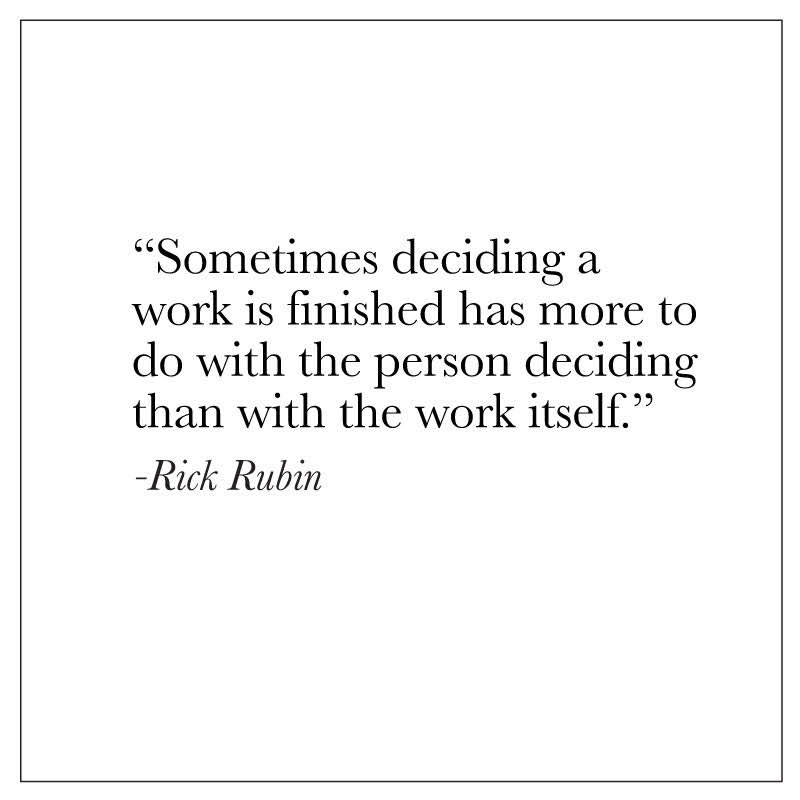 “Sometimes deciding a
work is finished has more to
do with the person deciding
than with the work itself.”
-Rick Rubin